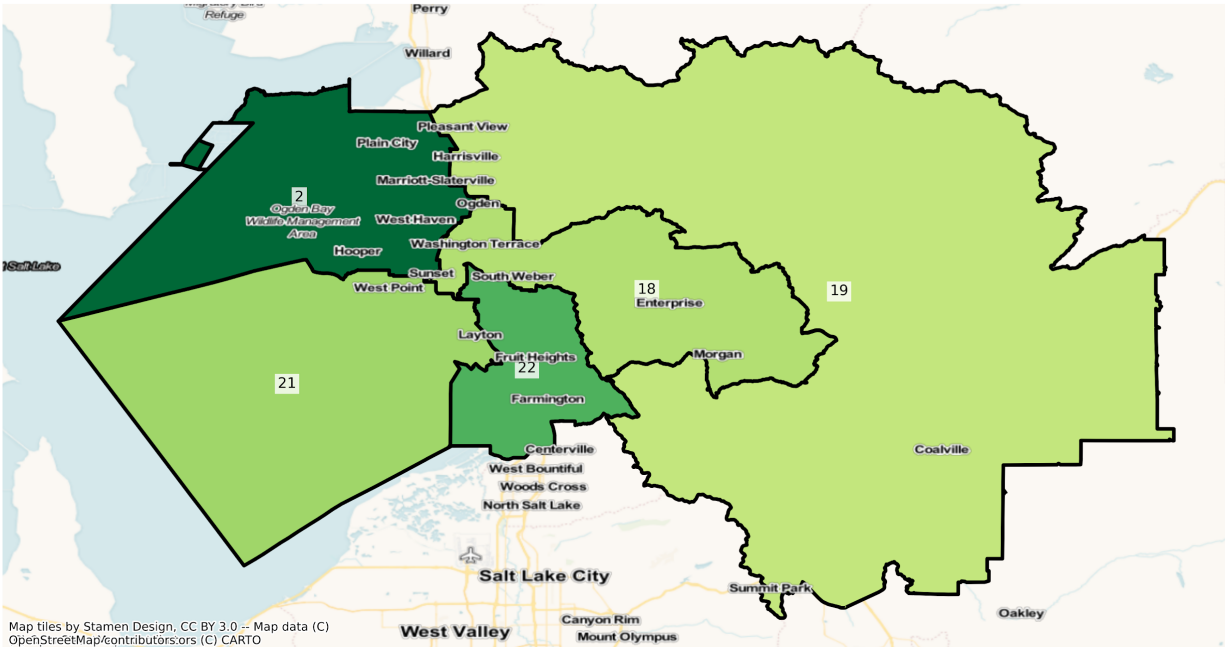 Refuge
Perry
Willard
Pleasant View
Plain City
Harrisville
Marriott-Slaterville
2
Ogden
Ogden Bay
Wildlife Management
Area
West Haven
Washington Terrace
Hooper
Salt Lake
Sunset
South Weber
West Point
18
Enterprise
19
Layton
Fruit Heights
22
Morgan
21
Farmington
Centerville
Coalville
West Bountiful
Woods Cross
North Salt Lake
Salt Lake City
Summit Park
Oakley
Canyon Rim
West Valley
Mount Olympus
Map tiles by Stamen Design, CC BY 3.0 -- Map data (C)
OpenStreetMap contributors (C) CARTO